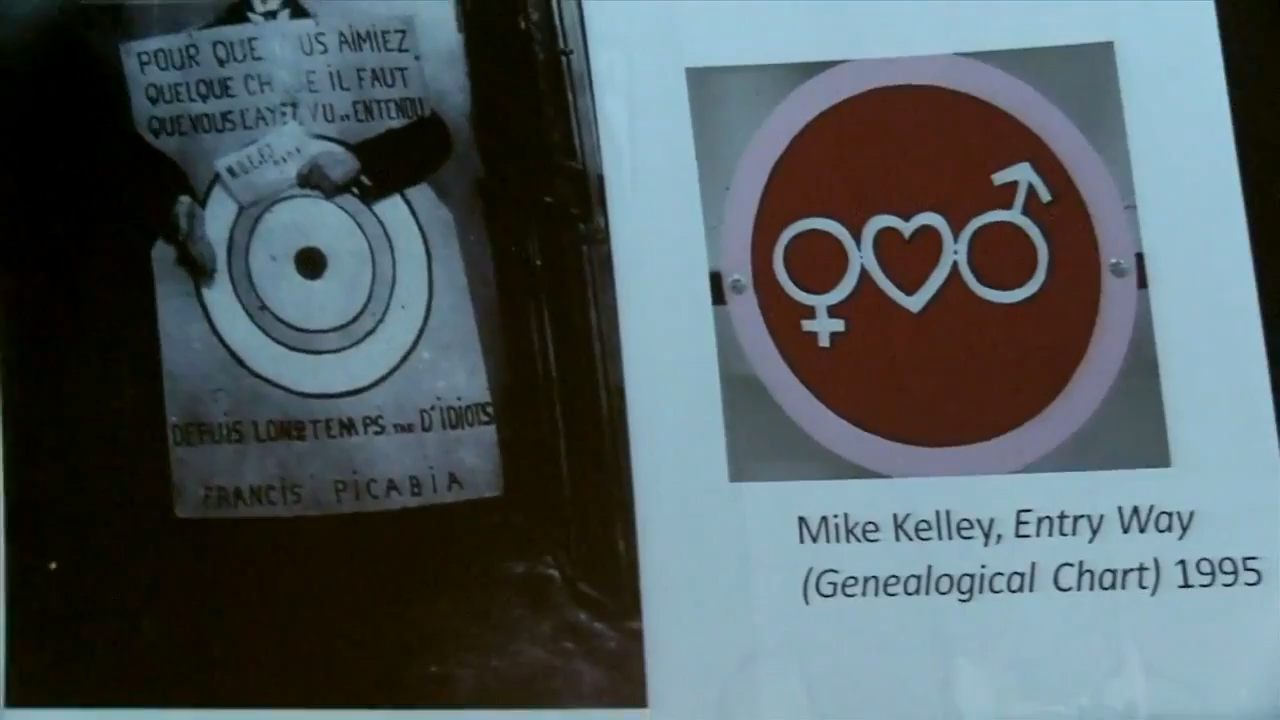 POUR QUE US AIMIEZ
QUELQUE CH E IL FAUT
QUE VOUS L'AYEZ VU ENTENDU
DEPUIS LONGTEMPS D'IDIOTS
FRANCIS PICABIA
Mike Kelley, Entry Way
(Genealogical Chart) 1995